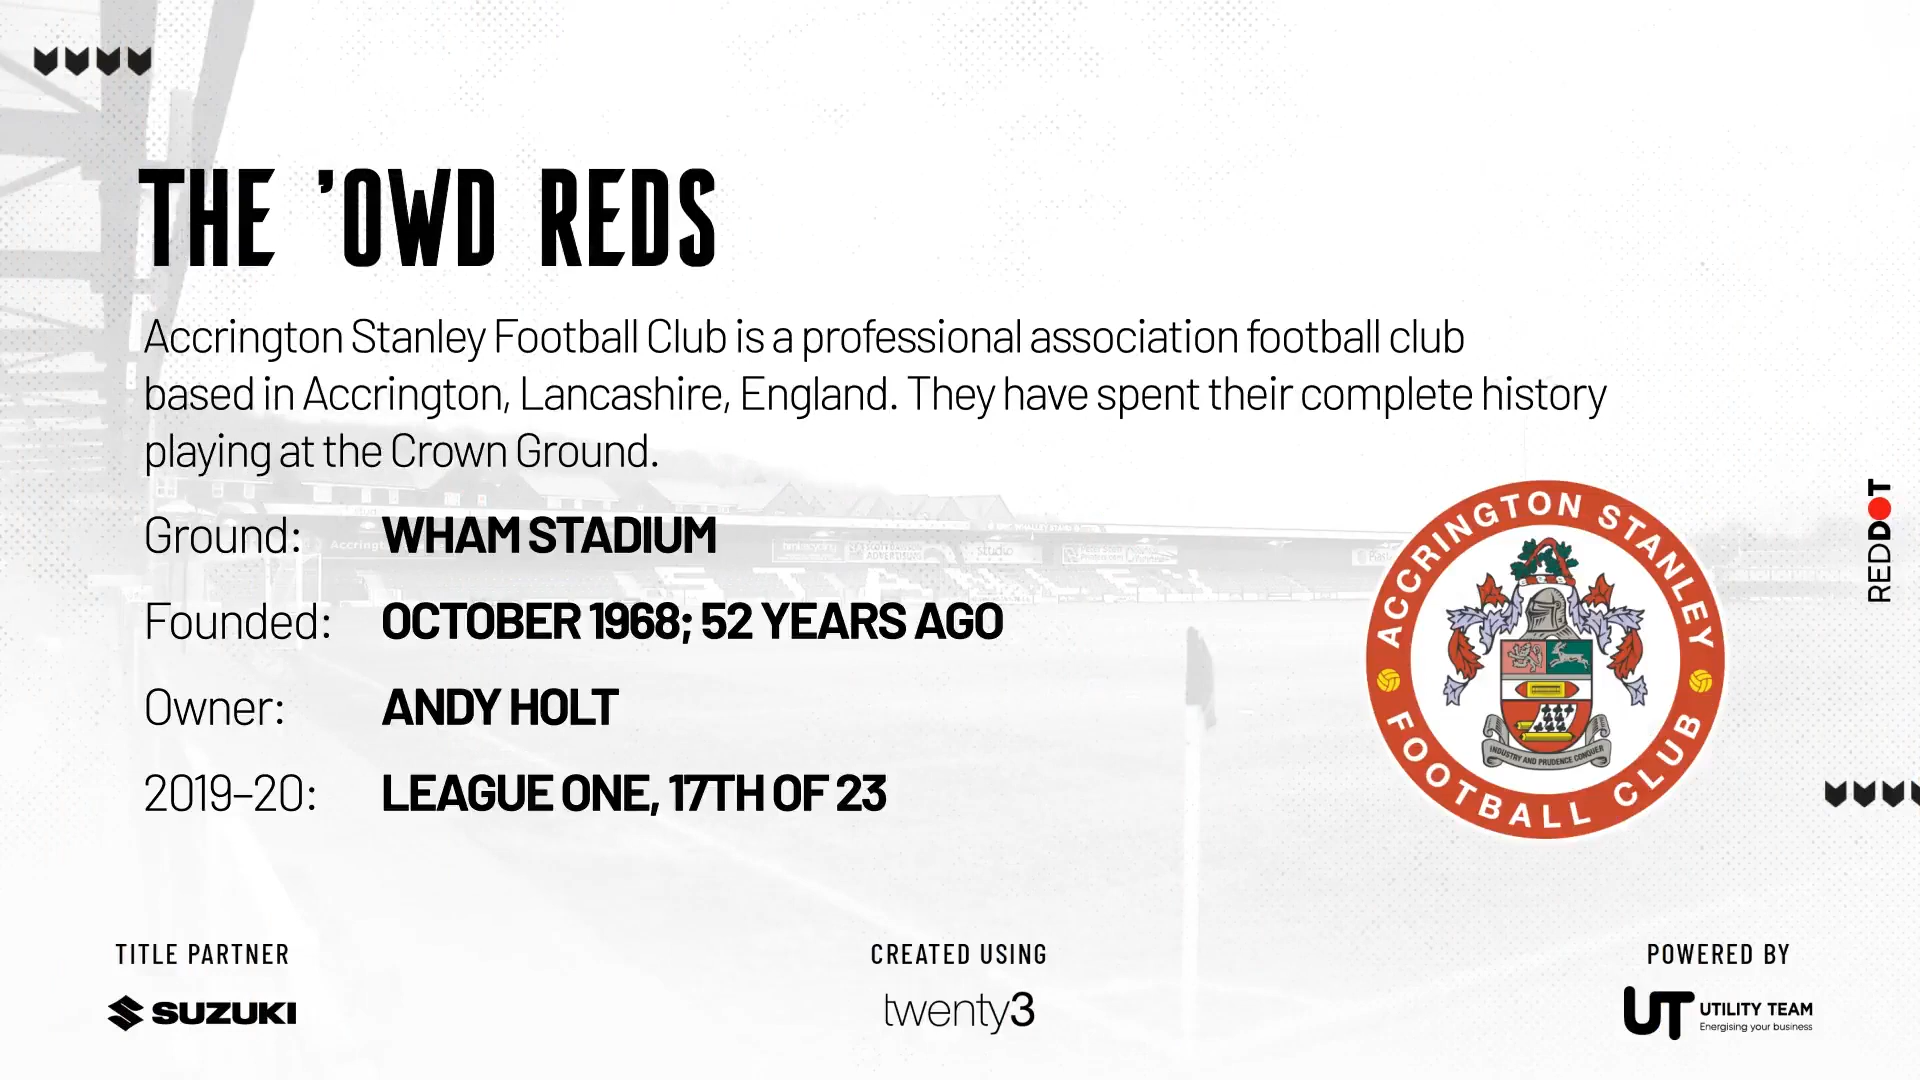 THE 'OWD REDS
Accrington Stanley Football Club is a professional association football club
based in Accrington, Lancashire, England. They have spent their complete history
playing at the Crown Ground.
Ground: WHAM STADIUM
Founded: OCTOBER 1968; 52 YEARS AGO
Owner: ANDY HOLT
2019–20: LEAGUE ONE, 17TH OF 23
ACCRINGTON STANLEY
FOOTBALL CLUB
INDUSTRY AND PRUDENCE CONQUER
REDDOT
STANLEY
studio
TITLE PARTNER
SUZUKI
CREATED USING
twenty3
POWERED BY
UT UTILITY TEAM
Energising your business